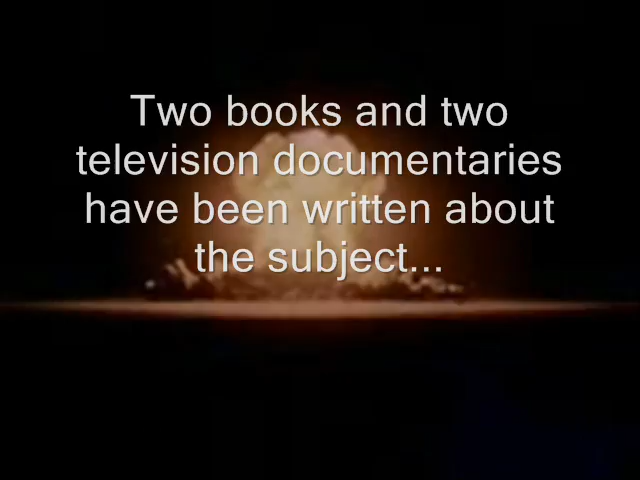 Two books and two
television documentaries
have been written about
the subject...